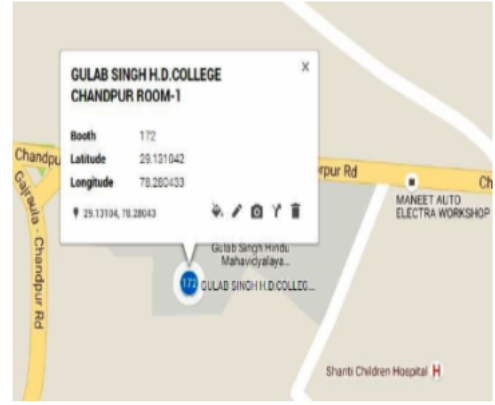 GULAB SINGH H.D.COLLEGE
CHANDPUR ROOM-1
×
Booth 172
Latitude 29.131042
Longitude 78.280433
29.13104, 78.28043
Chandpu
rpur Rd
Ch
MANEET AUTO
ELECTRA WORKSHOP
Gajraula - Chandpur Rd
Gulab Singh Hindu
Mahavidyalaya...
172
GULAB SINGH H.D.COLLEG...
Shanti Children Hospital H